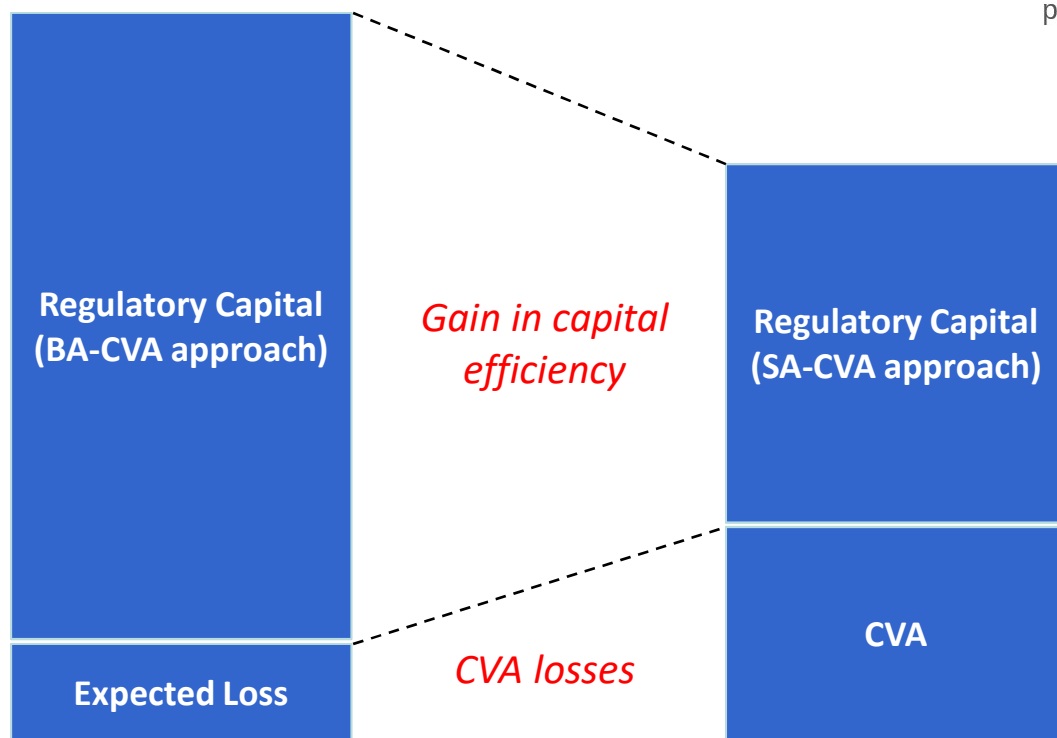 p
Regulatory Capital
(BA-CVA approach)
Gain in capital
efficiency
Regulatory Capital
(SA-CVA approach)
CVA
CVA losses
Expected Loss